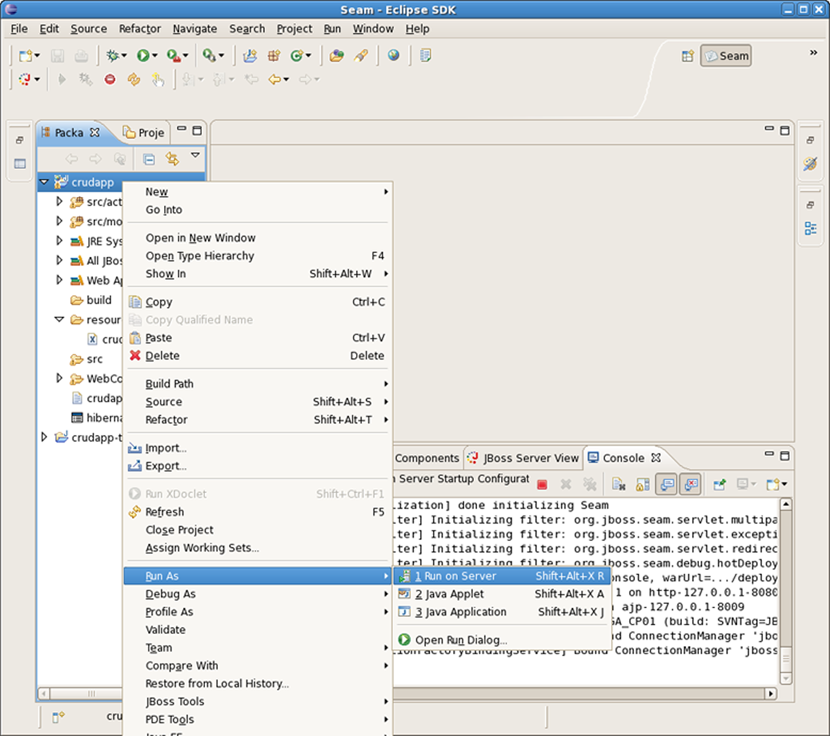 Seam - Eclipse SDK
File Edit Source Refactor Navigate Search Project Run Window Help
Seam
Packa Proje
crudapp
src/act
src/mo
JRE Sys
All JBos
Web Ap
build
resour
cruc
src
WebCo
crudap
hiberna
crudapp-t
New
Go Into
Open in New Window
Open Type Hierarchy F4
Show In Shift+Alt+W
Copy Ctrl+C
Copy Qualified Name
Paste Ctrl+V
Delete Delete
Build Path
Source Shift+Alt+S
Refactor Shift+Alt+T
Import...
Export...
Run XDoclet Shift+Ctrl+F1
Refresh F5
Close Project
Assign Working Sets...
Run As
Debug As
Profile As
Validate
Team
Compare With
Restore from Local History...
JBoss Tools
PDE Tools
1 Run on Server Shift+Alt+X R
2 Java Applet Shift+Alt+X A
3 Java Application Shift+Alt+X J
Open Run Dialog...
Components JBoss Server View Console
n Server Startup Configurat
lization] done initializing Seam
ter] Initializing filter: org.jboss.seam.servlet.multipa
ter] Initializing filter: org.jboss.seam.servlet.excepti
ter] Initializing filter: org.jboss.seam.servlet.redirec
ter] Initializing filter: org.jboss.seam.debug.hotDeploy
onsole, warUrl=.../deploy
1 on http-127.0.0.1-8080
ajp-127.0.0.1-8009
GA_CP01 (build: SVNTag=JB
nd ConnectionManager 'jbo
Bound ConnectionManager 'jboss
cru